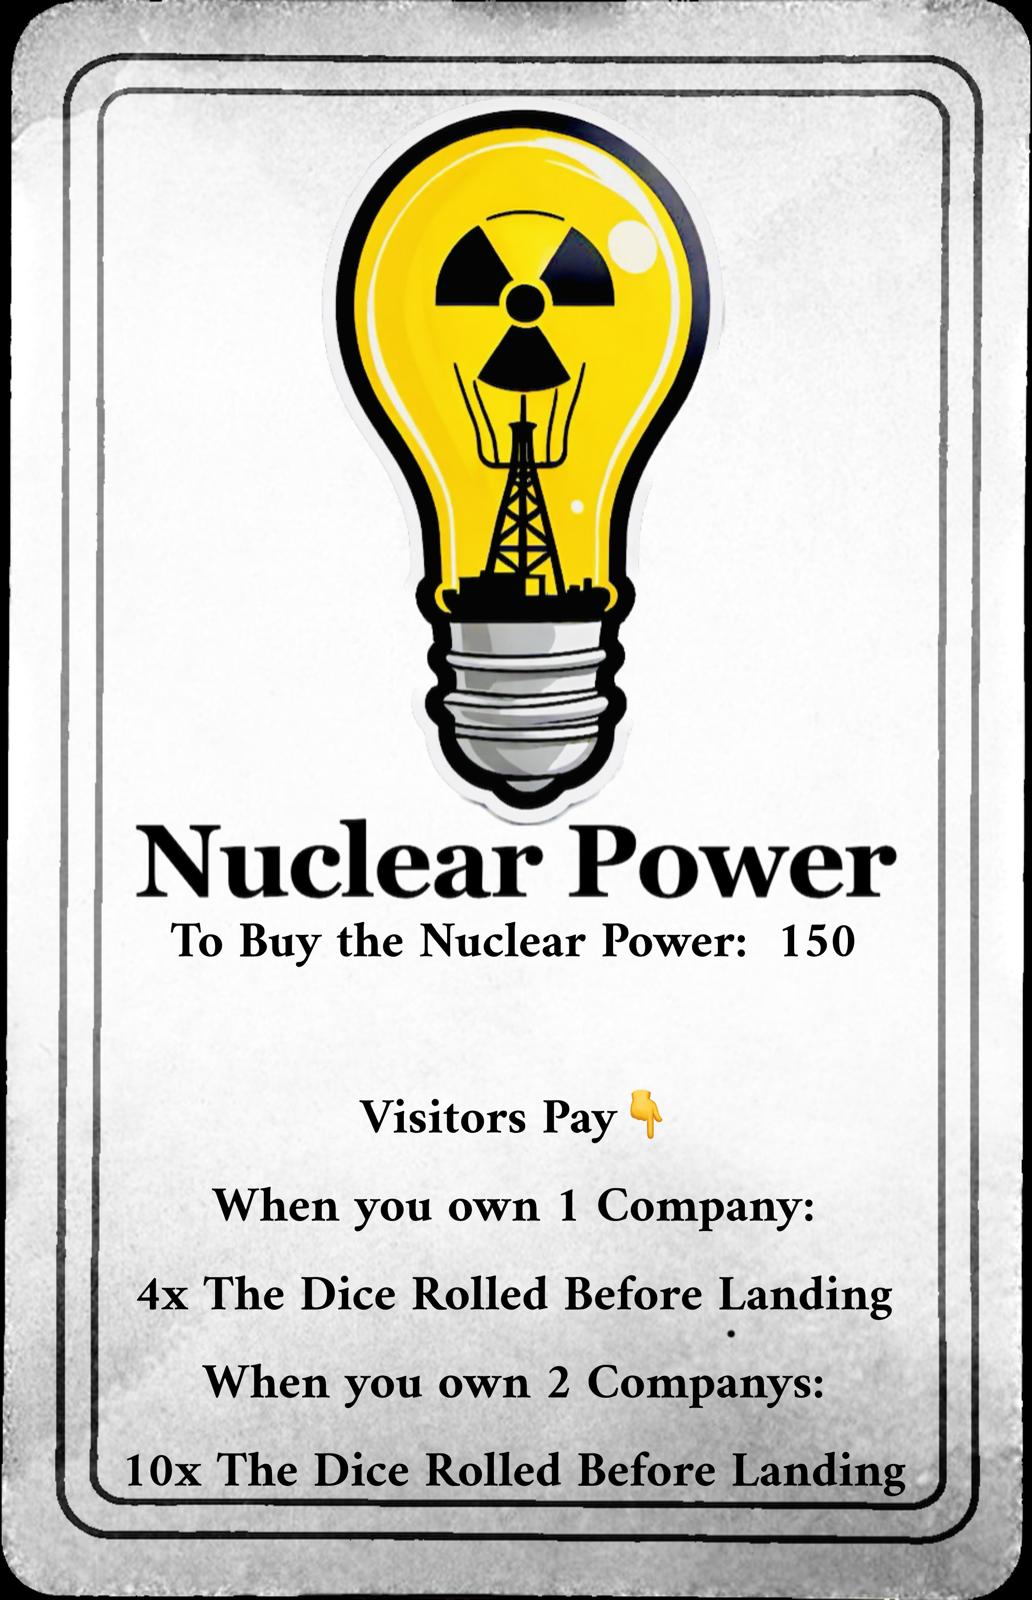 Nuclear Power
To Buy the Nuclear Power: 150
Visitors Pay👇
When you own 1 Company:
4x The Dice Rolled Before Landing
When you own 2 Companys:
10x The Dice Rolled Before Landing